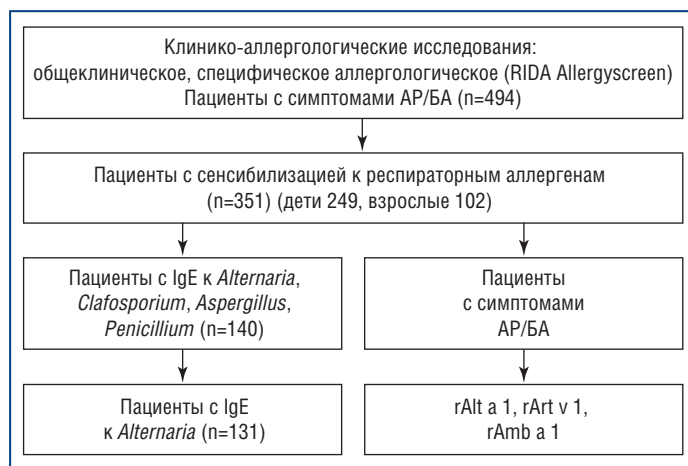 Клинико-аллергологические исследования:
общеклиническое, специфическое аллергологическое (RIDA Allergyscreen)
Пациенты с симптомами АР/БА (n=494)
Пациенты с сенсибилизацией к респираторным аллергенам
(n=351) (дети 249, взрослые 102)
Пациенты с IgE к Alternaria,
Clafosporium, Aspergillus,
Penicillium (n=140)
Пациенты
с симптомами
АР/БА
Пациенты с IgE
к Alternaria (n=131)
rAlt a 1, rArt v 1,
rAmb a 1